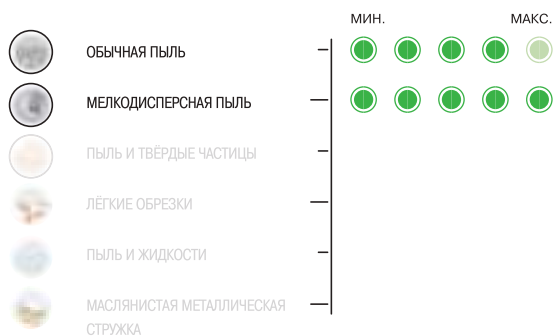 МИН. МАКС.
ОБЫЧНАЯ ПЫЛЬ
МЕЛКОДИСПЕРСНАЯ ПЫЛЬ
ПЫЛЬ И ТВЁРДЫЕ ЧАСТИЦЫ
ЛЁГКИЕ ОБРЕЗКИ
ПЫЛЬ И ЖИДКОСТИ
МАСЛЯНИСТАЯ МЕТАЛЛИЧЕСКАЯ
СТРУЖКА